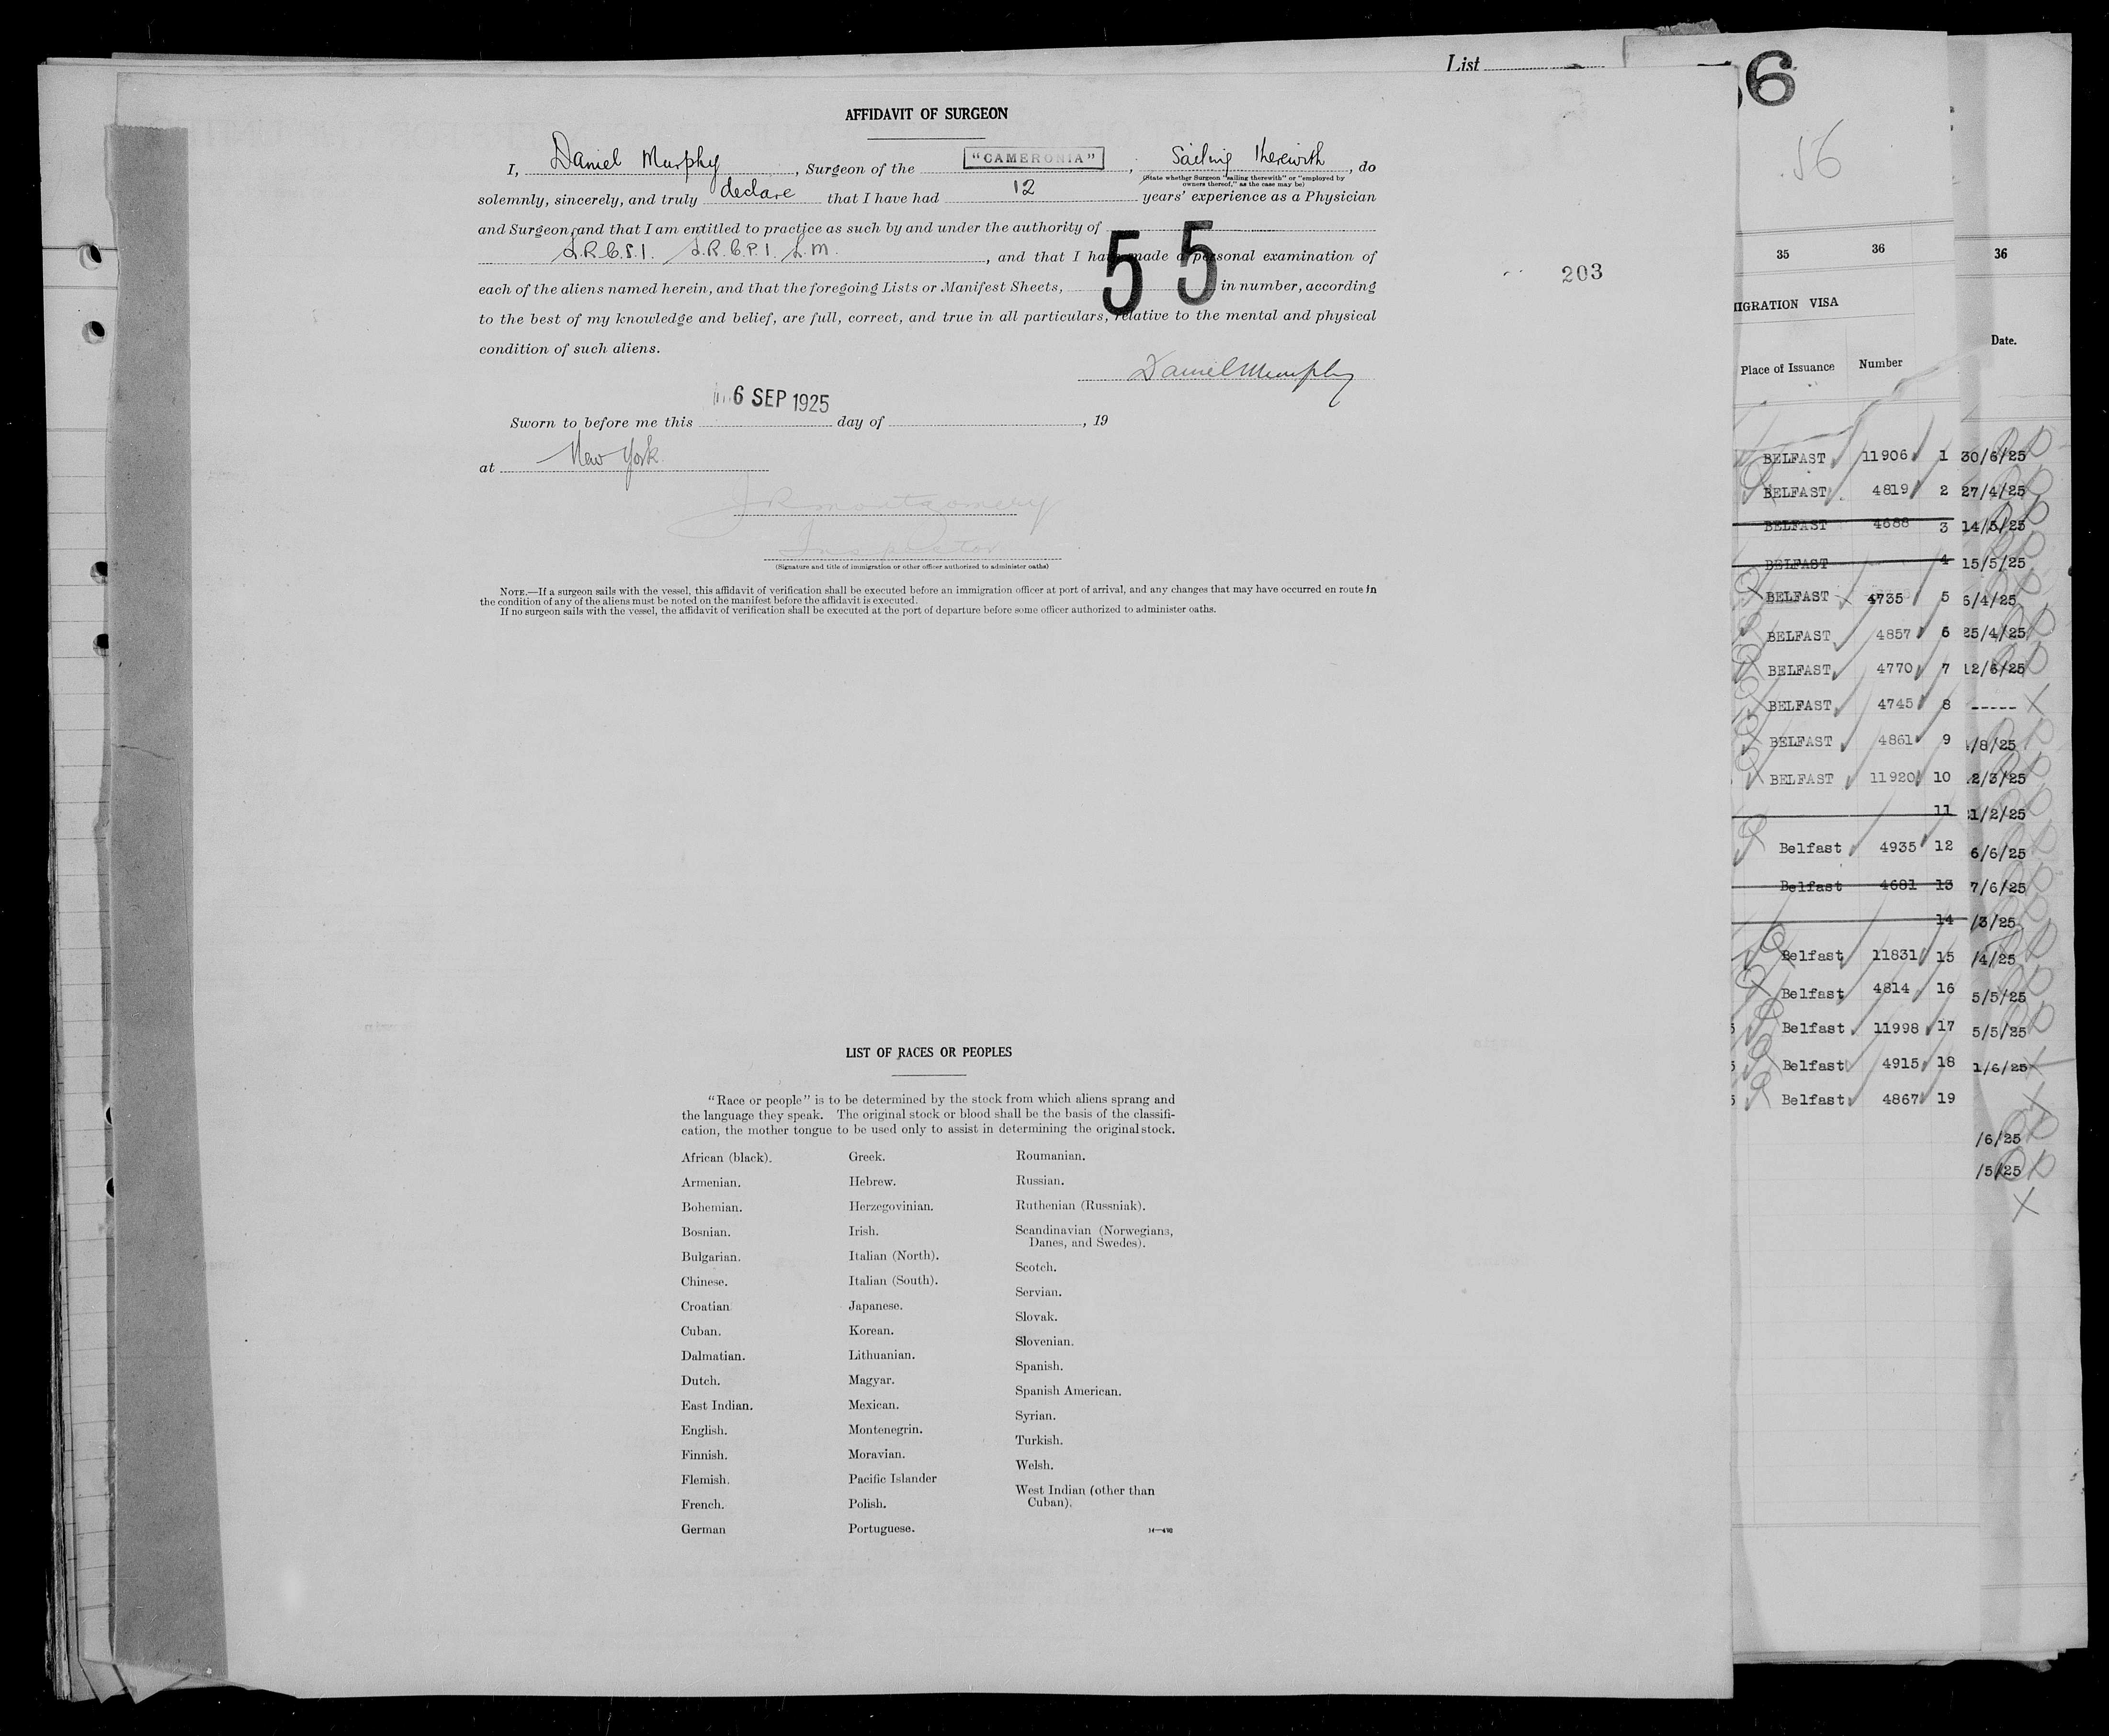 List
AFFIDAVIT OF SURGEON
I, Daniel Murphy, Surgeon of the "CAMERONIA", Sailing therewith, do
(State whether Surgeon "sailing therewith" or "employed by
owners thereof," as the case may be)
solemnly, sincerely, and truly declare that I have had 12 years' experience as a Physician
and Surgeon, and that I am entitled to practice as such by and under the authority of
L.R.C.S.I. L.R.C.P.I. L.M., and that I have made a personal examination of
each of the aliens named herein, and that the foregoing Lists or Manifest Sheets, 55 in number, according
to the best of my knowledge and belief, are full, correct, and true in all particulars, relative to the mental and physical
condition of such aliens.
Daniel Murphy
203
6 SEP 1925
Sworn to before me this day of , 19
at New York
J R Montgomery
Inspector
(Signature and title of immigration or other officer authorized to administer oaths)
NOTE.—If a surgeon sails with the vessel, this affidavit of verification shall be executed before an immigration officer at port of arrival, and any changes that may have occurred en route in
the condition of any of the aliens must be noted on the manifest before the affidavit is executed.
If no surgeon sails with the vessel, the affidavit of verification shall be executed at the port of departure before some officer authorized to administer oaths.
LIST OF RACES OR PEOPLES
"Race or people" is to be determined by the stock from which aliens sprang and
the language they speak. The original stock or blood shall be the basis of the classifi-
cation, the mother tongue to be used only to assist in determining the original stock.
African (black).
Armenian.
Bohemian.
Bosnian.
Bulgarian.
Chinese.
Croatian
Cuban.
Dalmatian.
Dutch.
East Indian.
English.
Finnish.
Flemish.
French.
German
Greek.
Hebrew.
Herzegovinian.
Irish.
Italian (North).
Italian (South).
Japanese.
Korean.
Lithuanian.
Magyar.
Mexican.
Montenegrin.
Moravian.
Pacific Islander
Polish.
Portuguese.
Roumanian.
Russian.
Ruthenian (Russniak).
Scandinavian (Norwegians,
Danes, and Swedes).
Scotch.
Servian.
Slovak.
Slovenian.
Spanish.
Spanish American.
Syrian.
Turkish.
Welsh.
West Indian (other than
Cuban).
6
56
35 36
MIGRATION VISA
Place of Issuance Number
BELFAST 11906 1
BELFAST 4819 2
BELFAST 4688 3
BELFAST 4
BELFAST 4735 5
BELFAST 4857 6
BELFAST 4770 7
BELFAST 4745 8
BELFAST 4861 9
BELFAST 11920 10
11
Belfast 4935 12
Belfast 4681 13
14
Belfast 11831 15
Belfast 4814 16
Belfast 11998 17
Belfast 4915 18
Belfast 4867 19
36
Date.
30/6/25
27/4/25
14/5/25
15/5/25
6/4/25
25/4/25
12/6/25
-----
/8/25
2/3/25
1/2/25
6/6/25
7/6/25
/3/25
/4/25
5/5/25
5/5/25
1/6/25
/6/25
/5/25